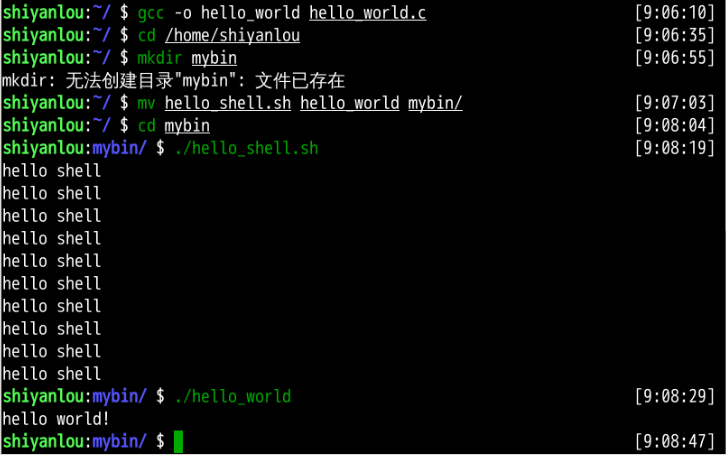 shiyanlou:~/ $ gcc -o hello_world hello_world.c [9:06:10]
shiyanlou:~/ $ cd /home/shiyanlou [9:06:35]
shiyanlou:~/ $ mkdir mybin [9:06:55]
mkdir: 无法创建目录"mybin": 文件已存在
shiyanlou:~/ $ mv hello_shell.sh hello_world mybin/ [9:07:03]
shiyanlou:~/ $ cd mybin [9:08:04]
shiyanlou:mybin/ $ ./hello_shell.sh [9:08:19]
hello shell
hello shell
hello shell
hello shell
hello shell
hello shell
hello shell
hello shell
hello shell
hello shell
shiyanlou:mybin/ $ ./hello_world [9:08:29]
hello world!
shiyanlou:mybin/ $ [9:08:47]